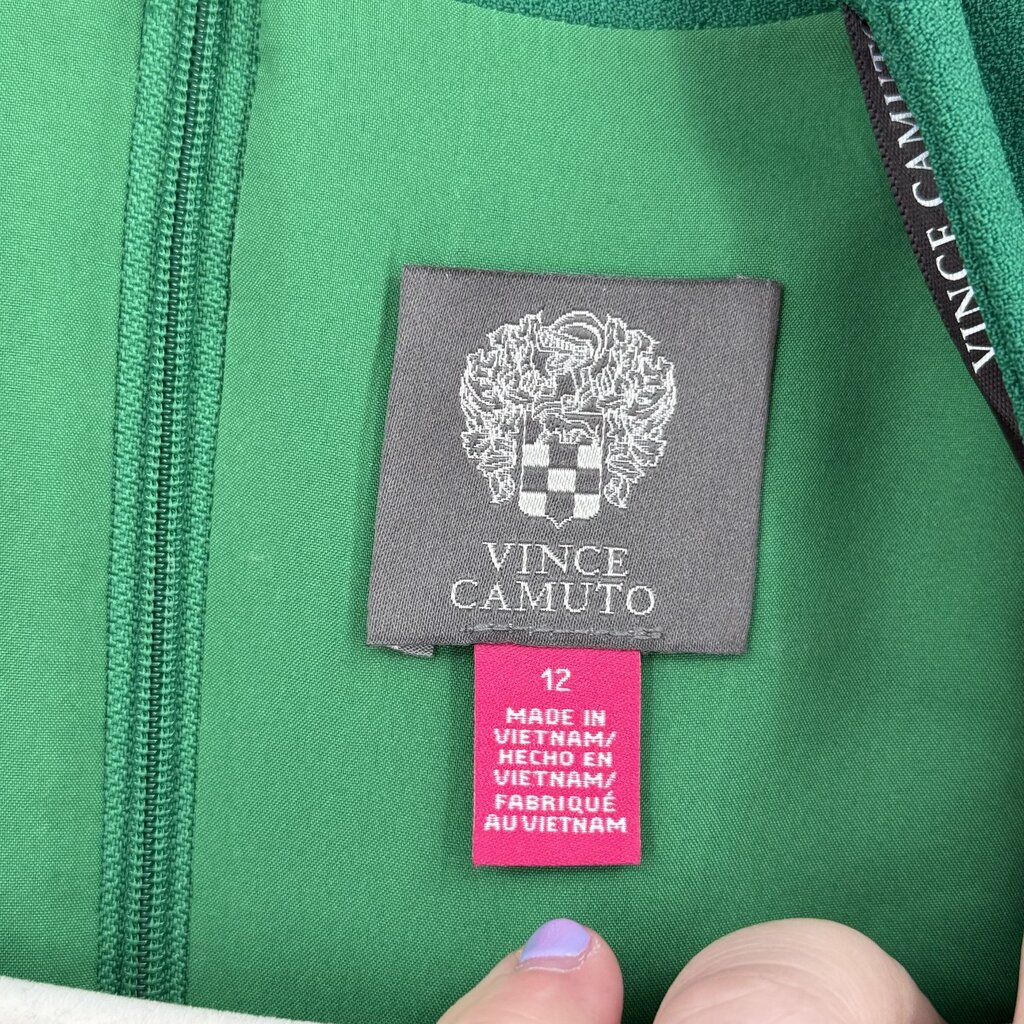 VINCE CAMUTO
VINCE
CAMUTO
12
MADE IN
VIETNAM/
HECHO EN
VIETNAM/
FABRIQUÉ
AU VIETNAM